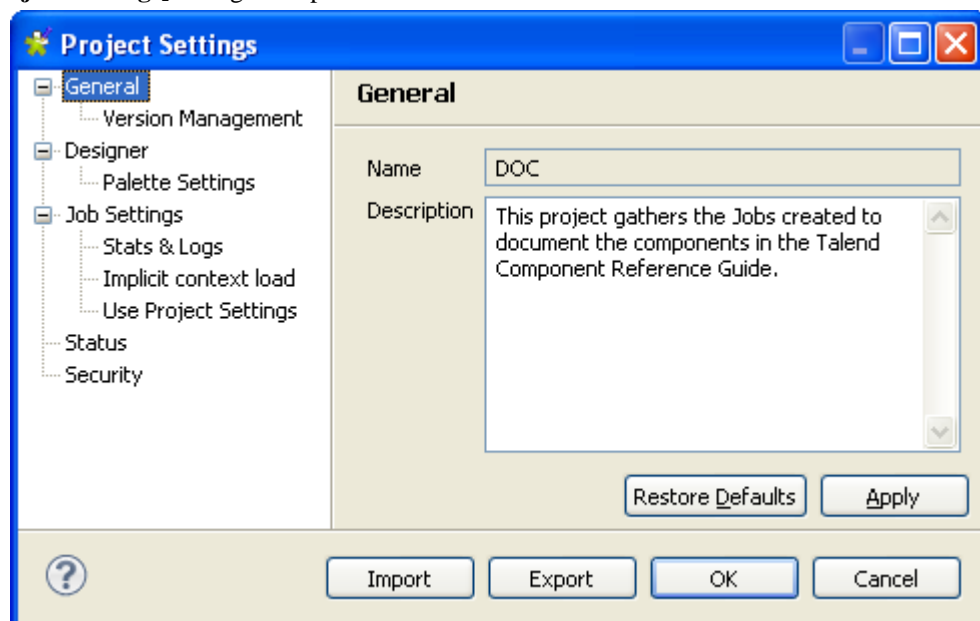 Project Settings
General
Version Management
Designer
Palette Settings
Job Settings
Stats & Logs
Implicit context load
Use Project Settings
Status
Security
General
Name
DOC
Description
This project gathers the Jobs created to
document the components in the Talend
Component Reference Guide.
Restore Defaults
Apply
?
Import
Export
OK
Cancel